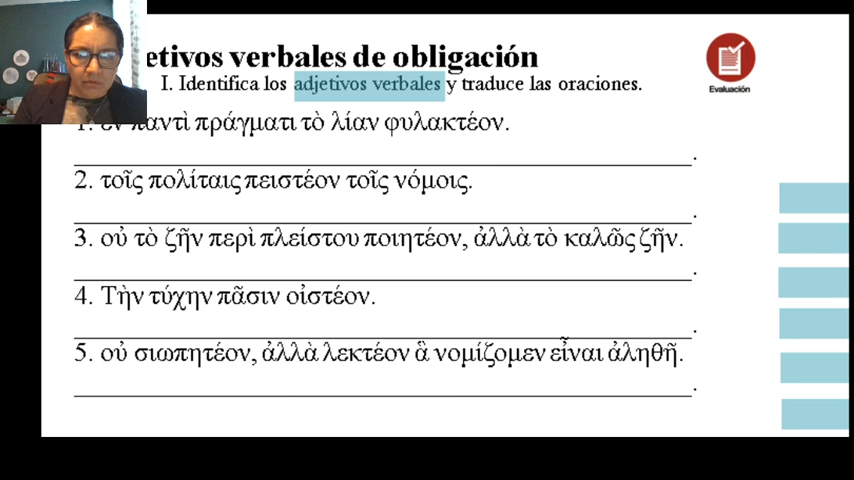 etivos verbales de obligación
Evaluación
I. Identifica los adjetivos verbales y traduce las oraciones.
παντὶ πράγματι τὸ λίαν φυλακτέον.
2. τοῖς πολίταις πειστέον τοῖς νόμοις.
3. οὐ τὸ ζῆν περὶ πλείστου ποιητέον, ἀλλὰ τὸ καλῶς ζῆν.
4. Τὴν τύχην πᾶσιν οἰστέον.
5. οὐ σιωπητέον, ἀλλὰ λεκτέον ἃ νομίζομεν εἶναι ἀληθῆ.